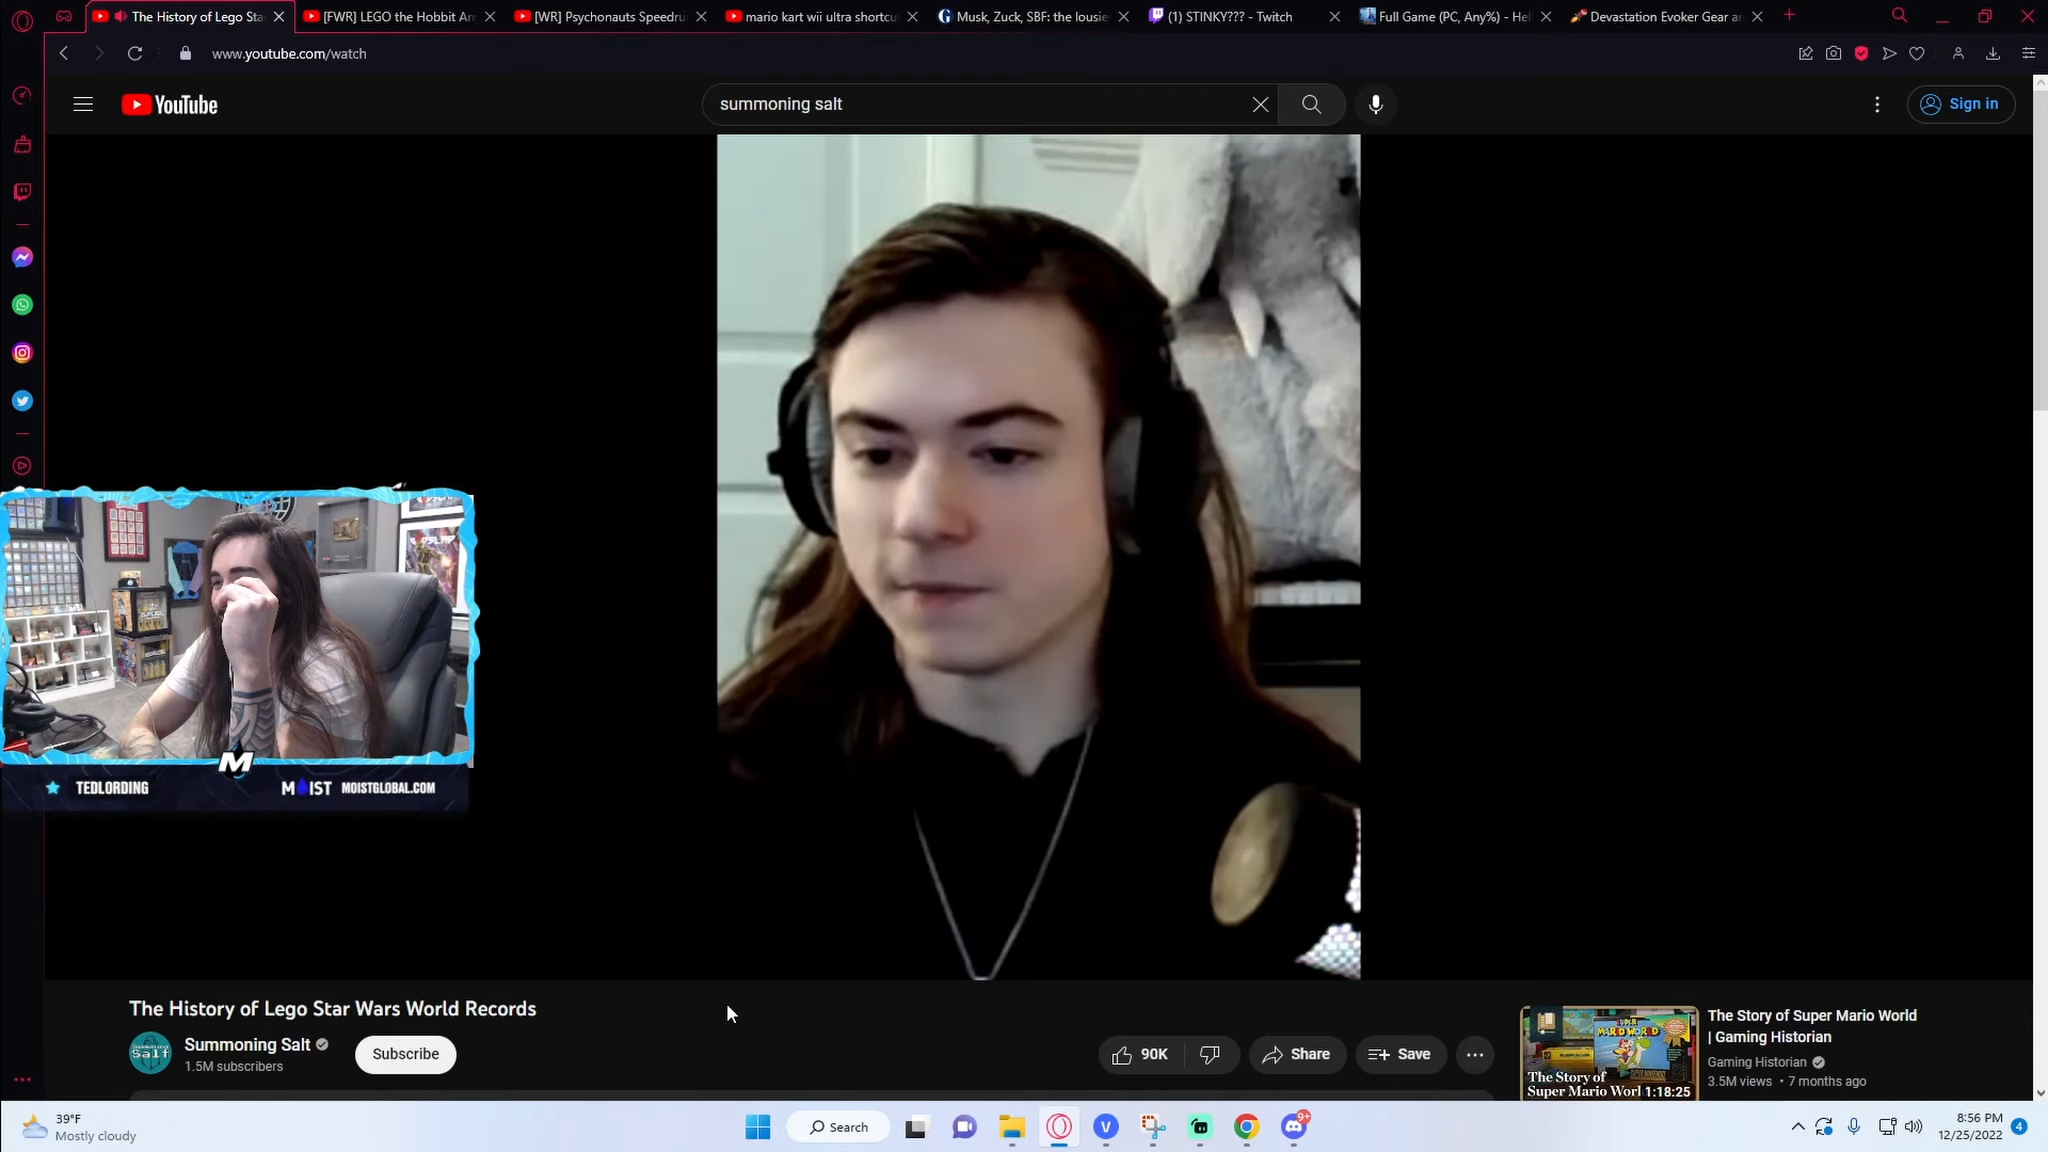 The History of Lego Sta
[FWR] LEGO the Hobbit An
[WR] Psychonauts Speedru
mario kart wii ultra shortcu
Musk, Zuck, SBF: the lousie
(1) STINKY??? - Twitch
Full Game (PC, Any%) - Hel
Devastation Evoker Gear a
www.youtube.com/watch
YouTube
summoning salt
Sign in
TEDLORDING
MOIST
MOISTGLOBAL.COM
The History of Lego Star Wars World Records
Summoning Salt
1.5M subscribers
Subscribe
90K
Share
Save
The Story of Super Mario World
| Gaming Historian
Gaming Historian
3.5M views • 7 months ago
The Story of
Super Mario Worl
1:18:25
39°F
Mostly cloudy
Search
9+
8:56 PM
12/25/2022
4